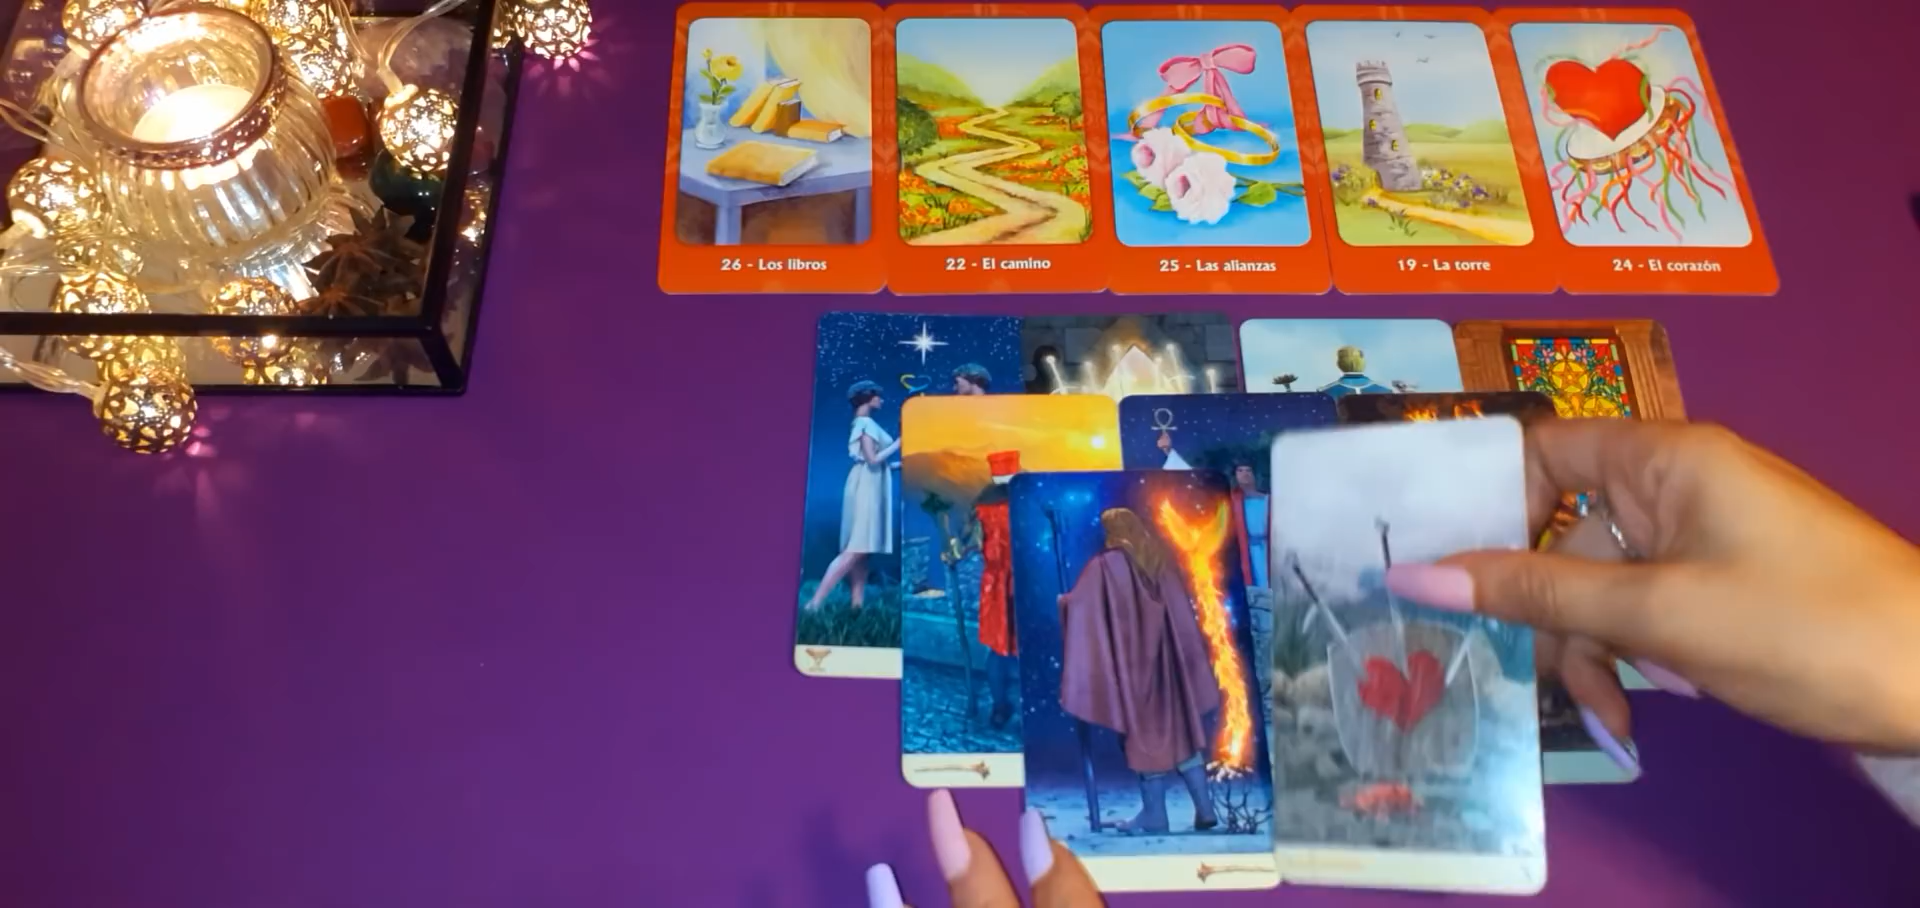 26 - Los libros
22 - El camino
25 - Las alianzas
19 - La torre
24 - El corazón